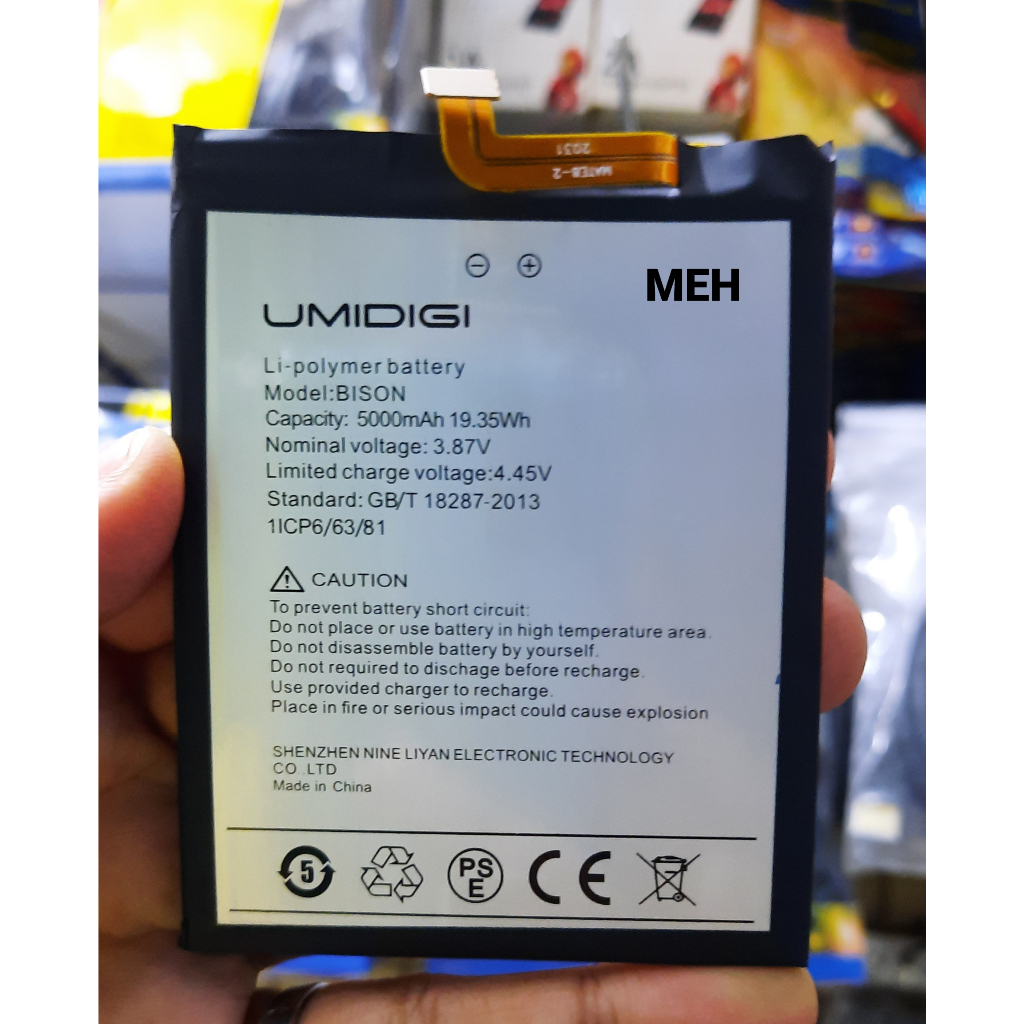 2031
MATEB-2
MEH
UMIDIGI
Li-polymer battery
Model:BISON
Capacity: 5000mAh 19.35Wh
Nominal voltage: 3.87V
Limited charge voltage:4.45V
Standard: GB/T 18287-2013
1ICP6/63/81
CAUTION
To prevent battery short circuit:
Do not place or use battery in high temperature area.
Do not disassemble battery by yourself.
Do not required to dischage before recharge.
Use provided charger to recharge.
Place in fire or serious impact could cause explosion
SHENZHEN NINE LIYAN ELECTRONIC TECHNOLOGY
CO.,LTD
Made in China
5
PS
E
CE